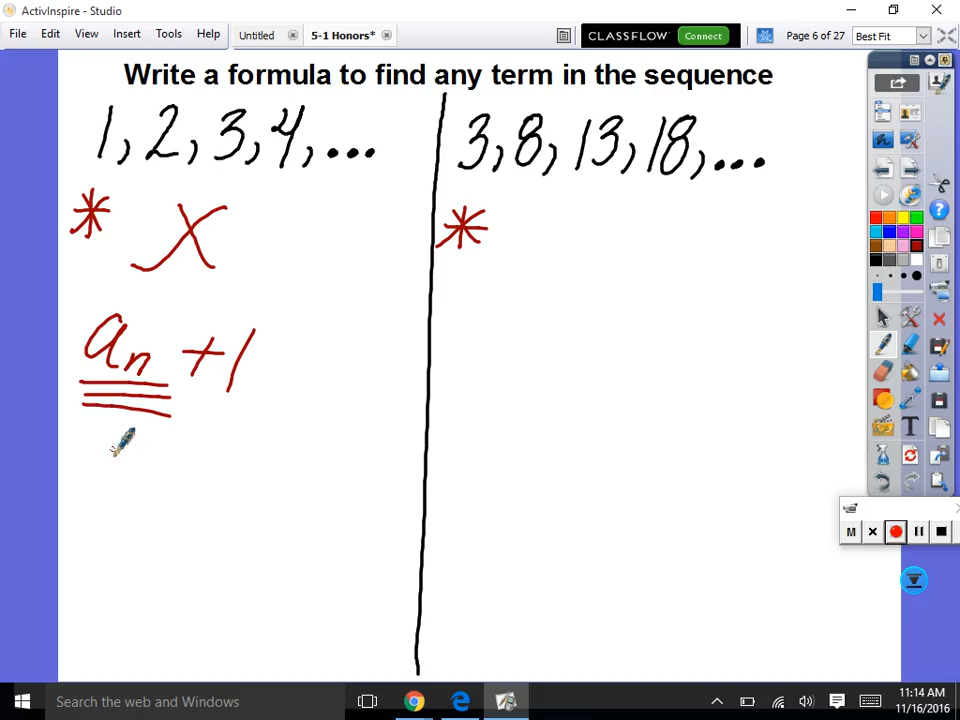 ActivInspire - Studio
File Edit View Insert Tools Help Untitled 5-1 Honors* CLASSFLOW Connect Page 6 of 27 Best Fit
Write a formula to find any term in the sequence
1, 2, 3, 4, ... 3, 8, 13, 18, ...
* x *
aₙ + 1
M
Search the web and Windows 11:14 AM
11/16/2016